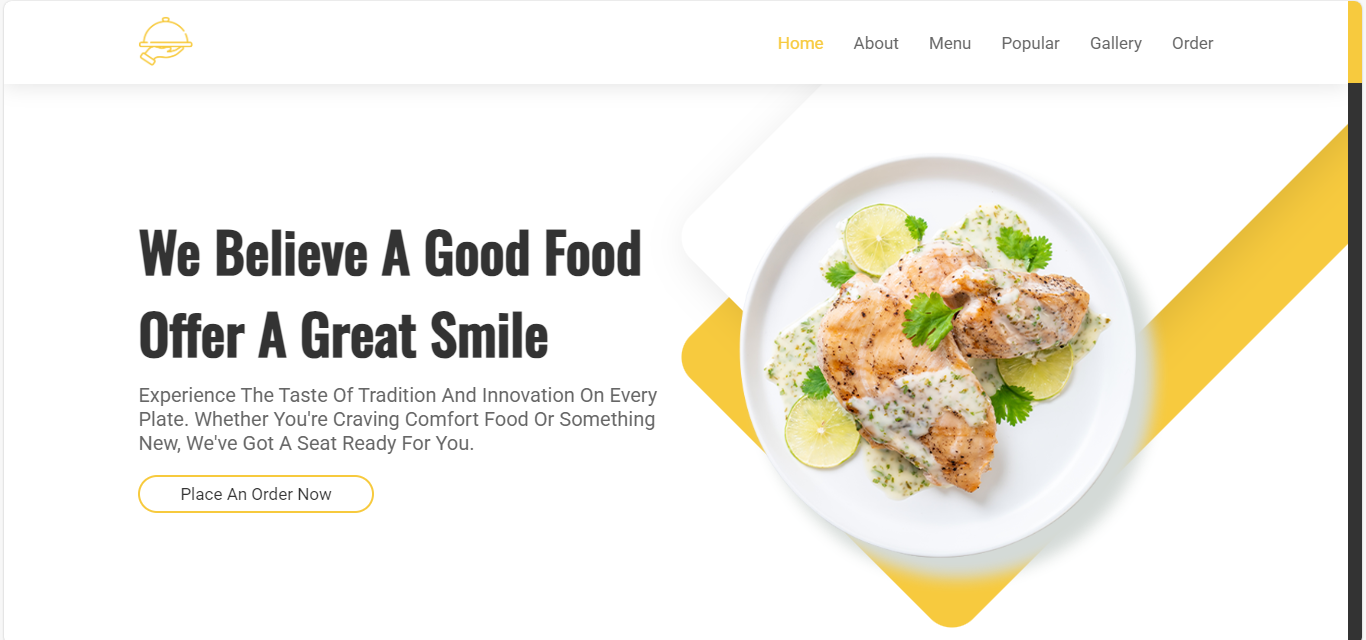 Home About Menu Popular Gallery Order
We Believe A Good Food
Offer A Great Smile
Experience The Taste Of Tradition And Innovation On Every
Plate. Whether You're Craving Comfort Food Or Something
New, We've Got A Seat Ready For You.
Place An Order Now